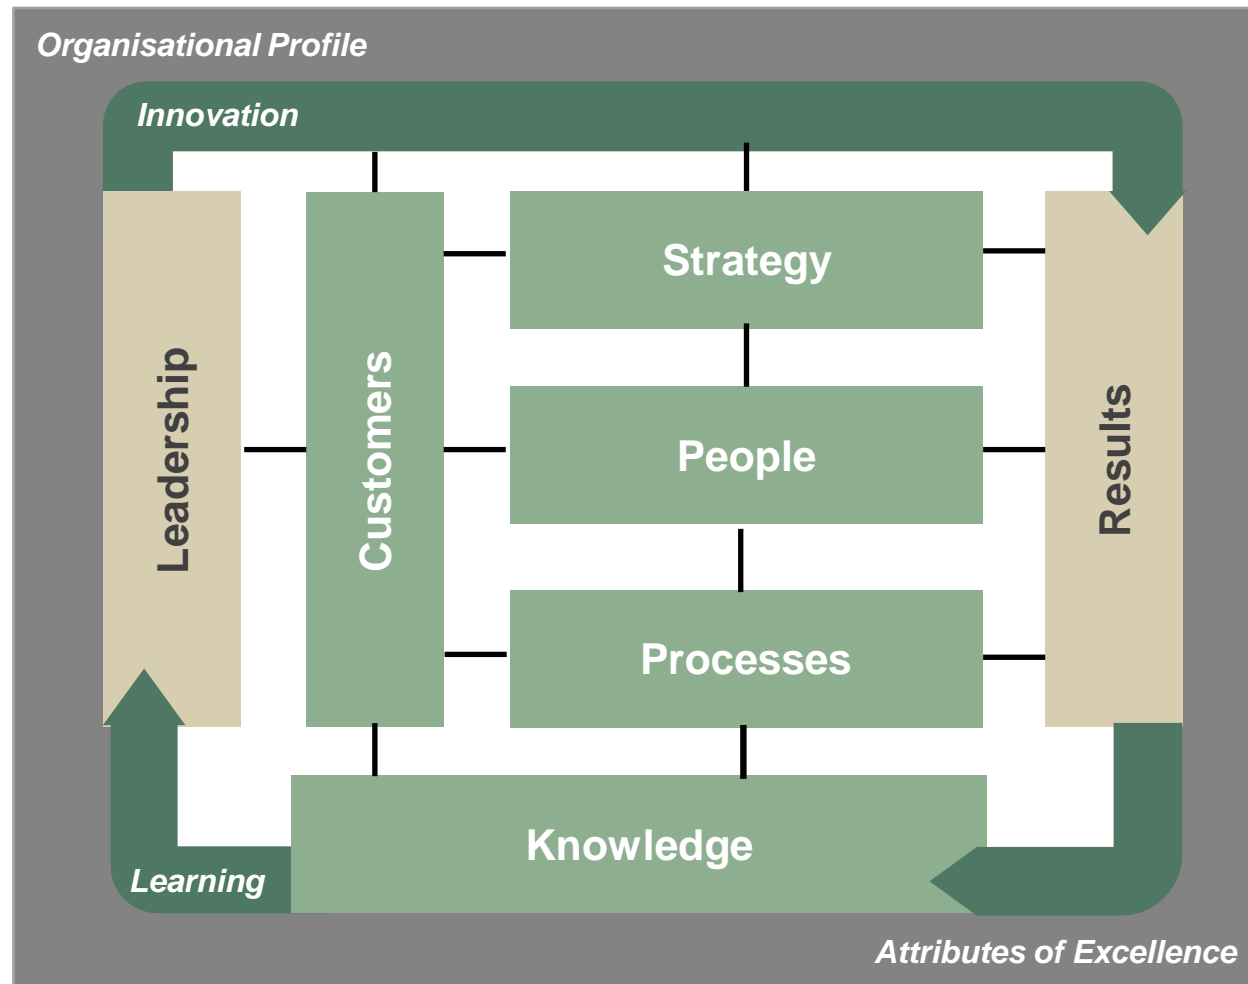 Organisational Profile
Innovation
Leadership
Customers
Strategy
People
Processes
Results
Knowledge
Learning
Attributes of Excellence